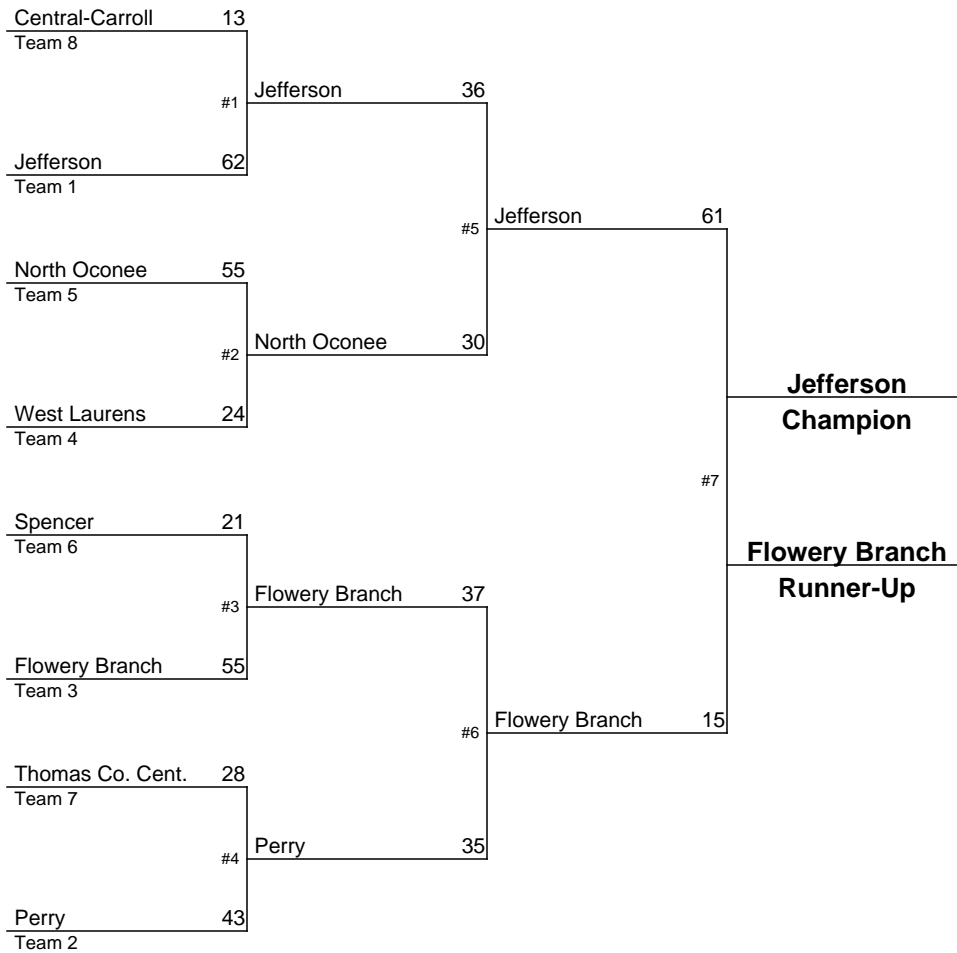 Central-Carroll 13
Team 8
#1 Jefferson 36
Jefferson 62
Team 1
#5 Jefferson 61
North Oconee 55
Team 5
#2 North Oconee 30
West Laurens 24
Team 4
Jefferson
Champion
#7
Spencer 21
Team 6
Flowery Branch
Runner-Up
#3 Flowery Branch 37
Flowery Branch 55
Team 3
#6 Flowery Branch 15
Thomas Co. Cent. 28
Team 7
#4 Perry 35
Perry 43
Team 2